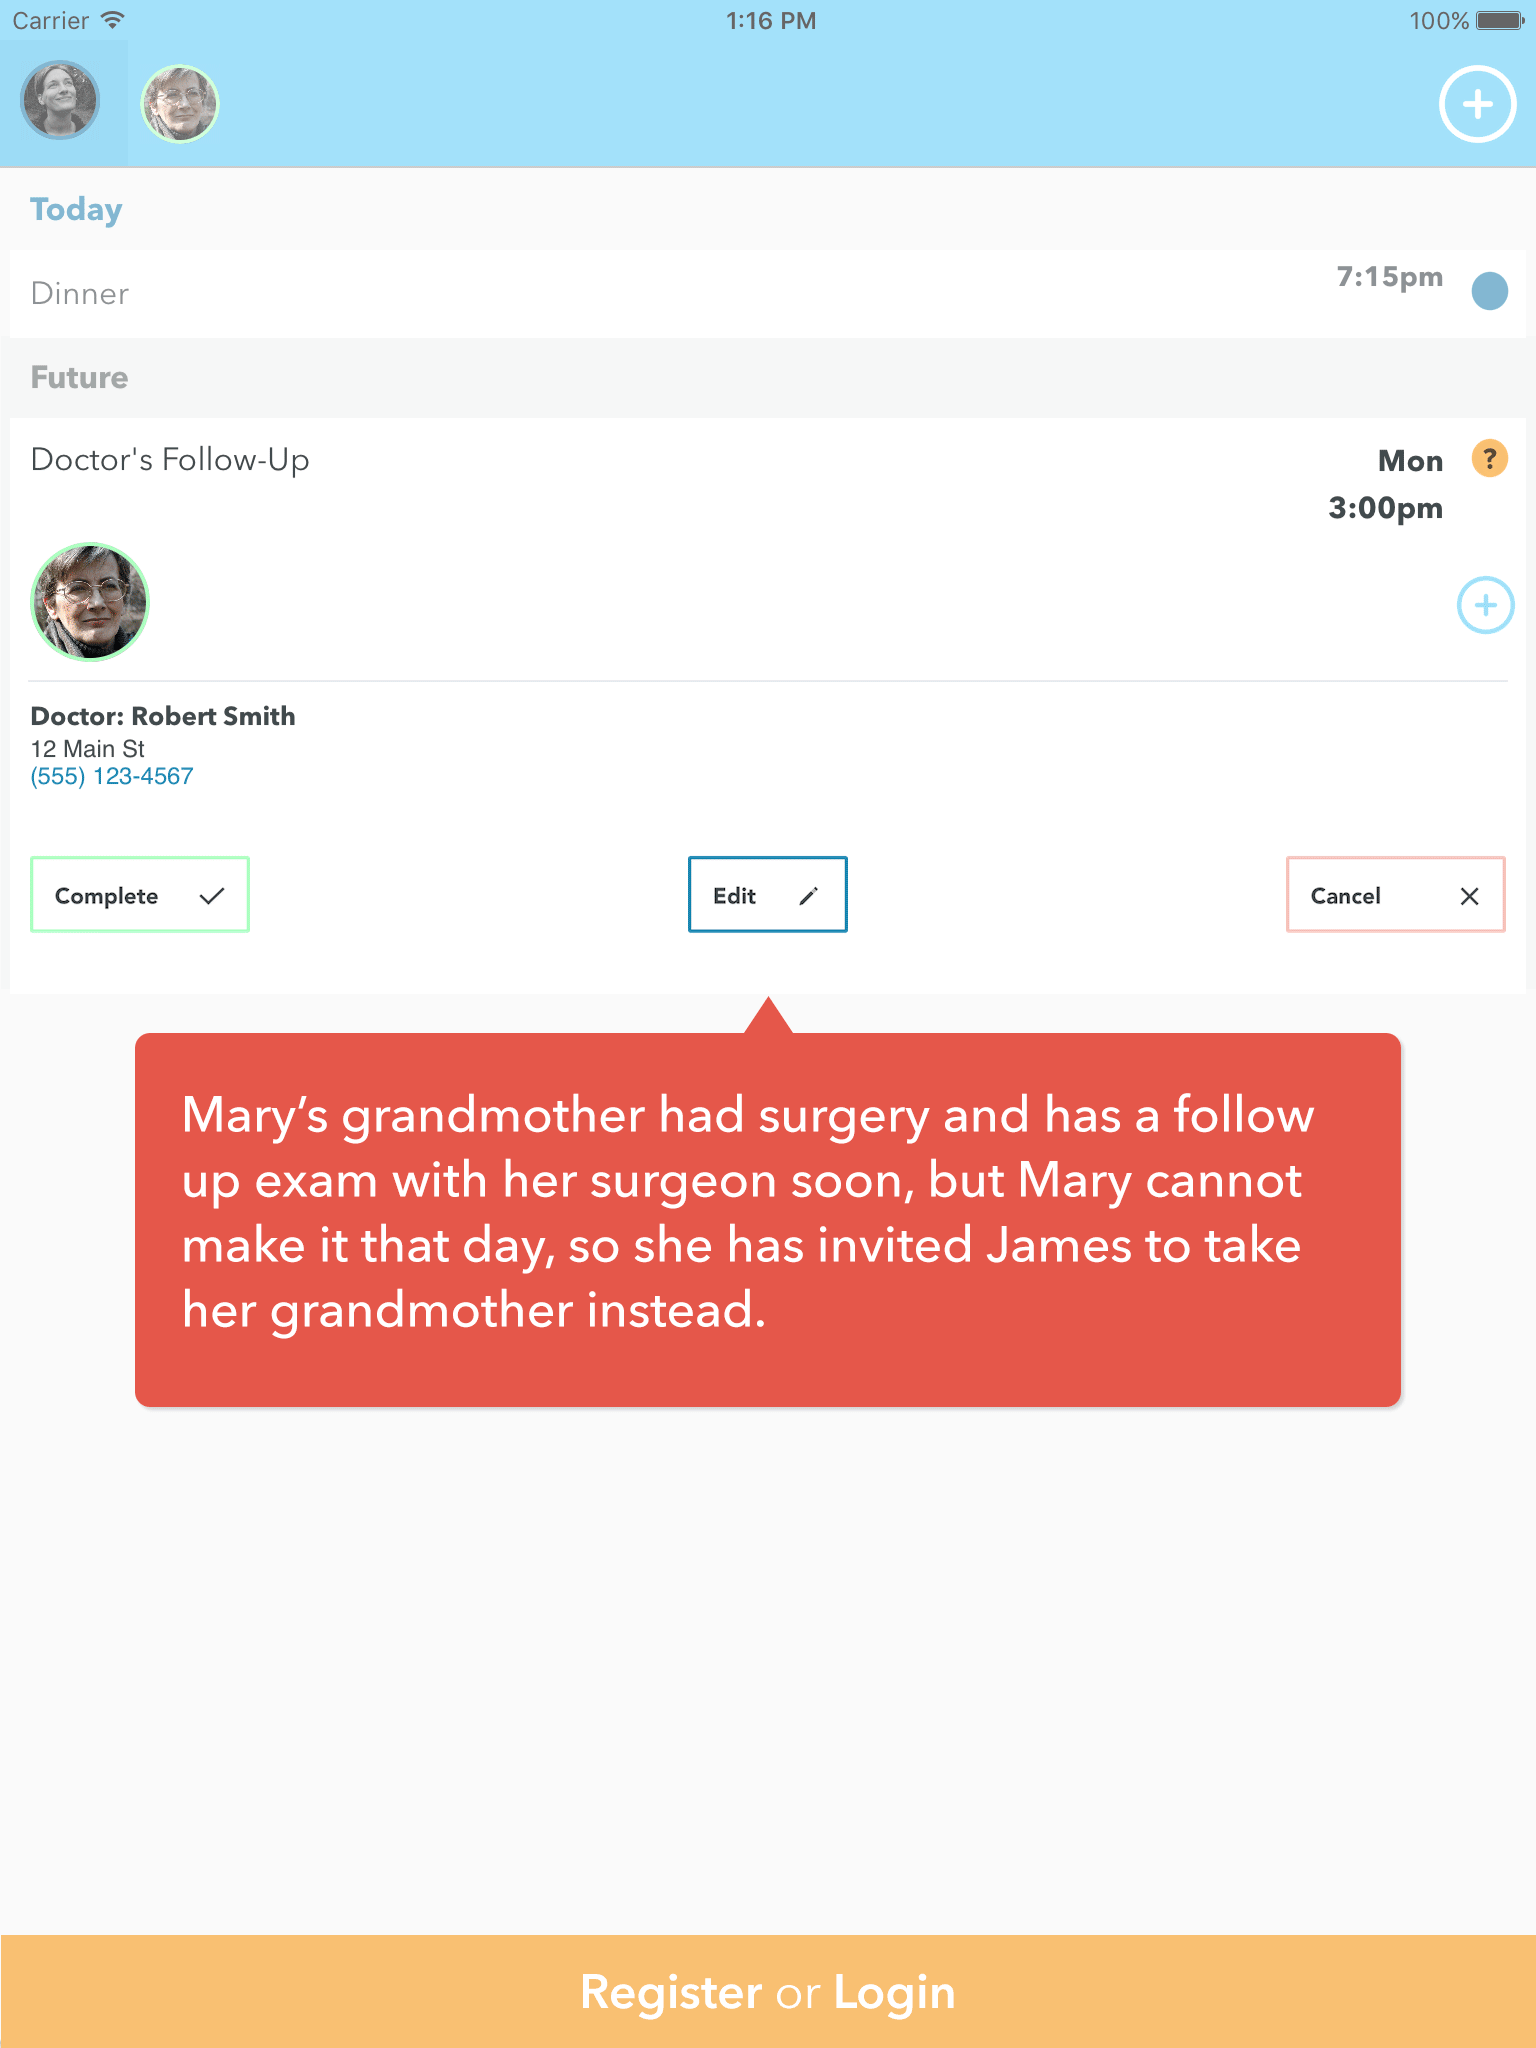 Carrier 1:16 PM 100%
Today
Dinner 7:15pm
Future
Doctor's Follow-Up Mon ?
3:00pm
Doctor: Robert Smith
12 Main St
(555) 123-4567
Complete Edit Cancel
Mary’s grandmother had surgery and has a follow
up exam with her surgeon soon, but Mary cannot
make it that day, so she has invited James to take
her grandmother instead.
Register or Login